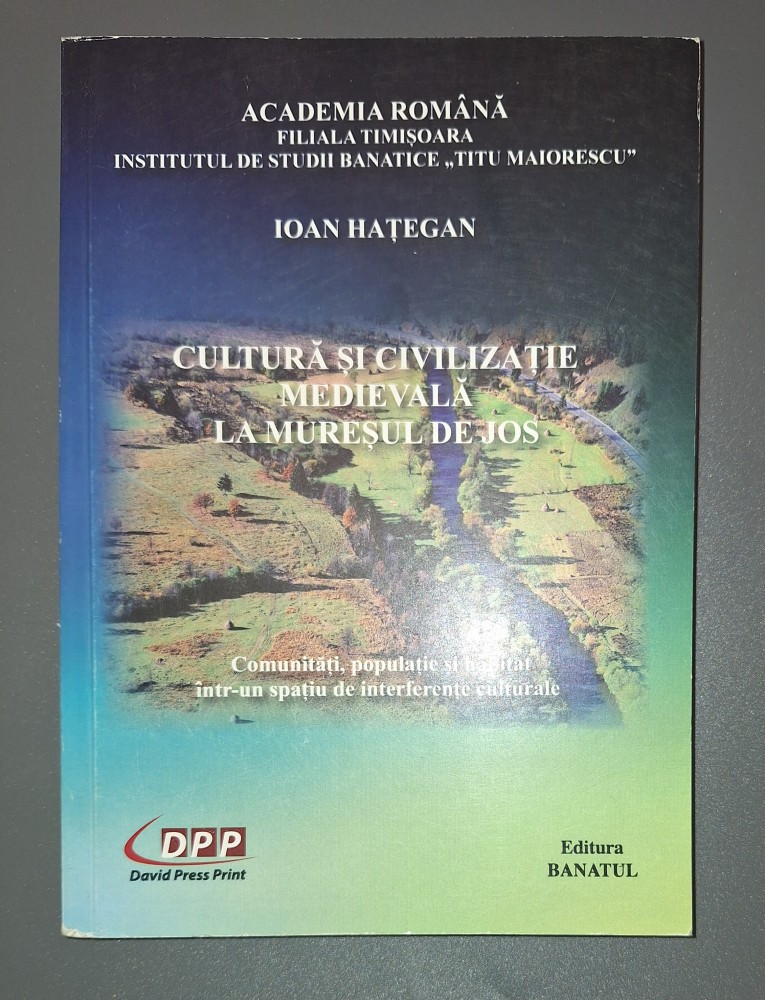 ACADEMIA ROMÂNĂ
FILIALA TIMIȘOARA
INSTITUTUL DE STUDII BANATICE „TITU MAIORESCU”
IOAN HAȚEGAN
CULTURĂ ȘI CIVILIZAȚIE
MEDIEVALĂ
LA MUREȘUL DE JOS
Comunități, populație și habitat
într-un spațiu de interferențe culturale
DPP
David Press Print
Editura
BANATUL